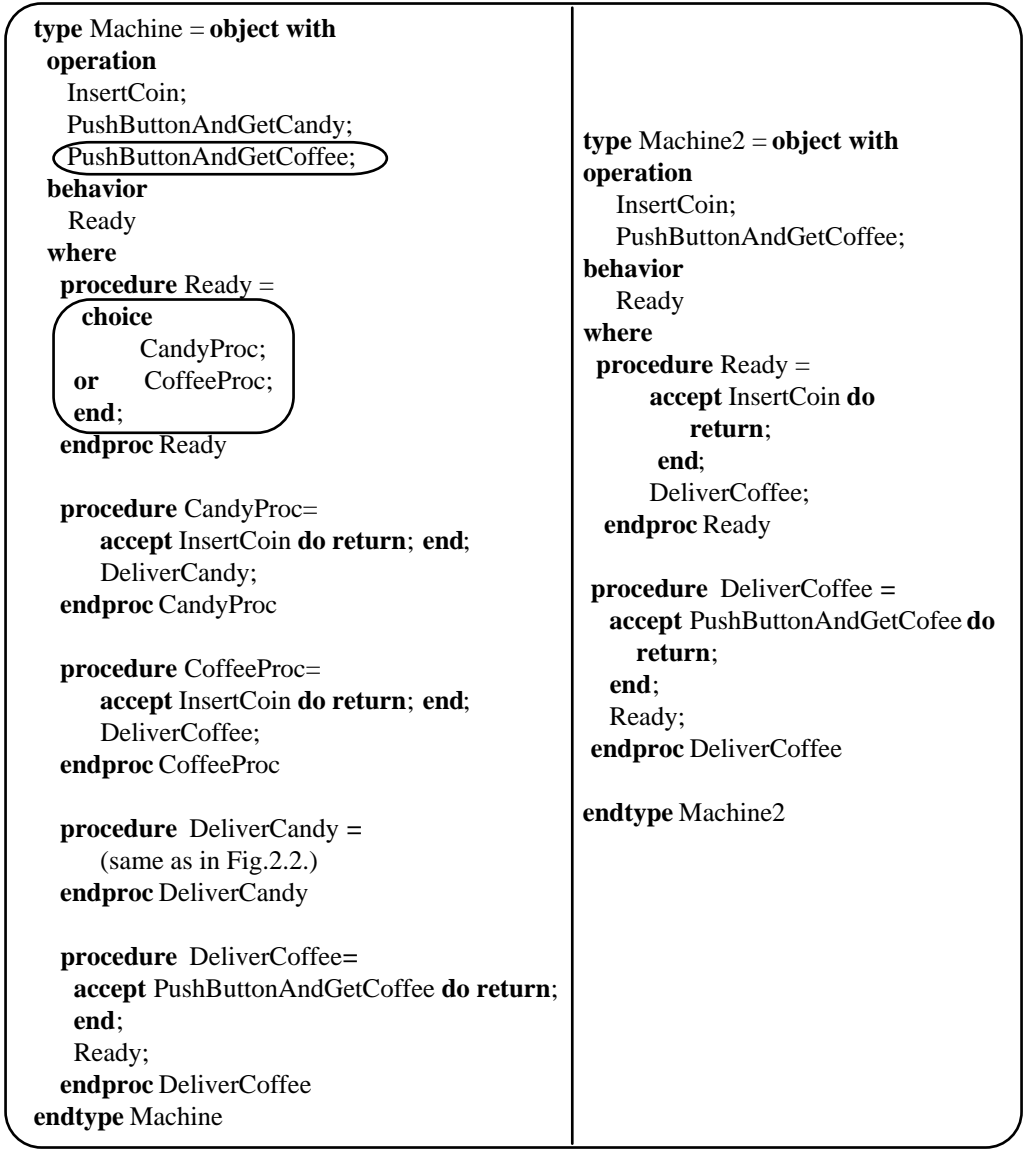 type Machine = object with
operation
InsertCoin;
PushButtonAndGetCandy;
PushButtonAndGetCoffee;
behavior
Ready
where
procedure Ready =
choice
CandyProc;
or CoffeeProc;
end;
endproc Ready
procedure CandyProc=
accept InsertCoin do return; end;
DeliverCandy;
endproc CandyProc
procedure CoffeeProc=
accept InsertCoin do return; end;
DeliverCoffee;
endproc CoffeeProc
procedure DeliverCandy =
(same as in Fig.2.2.)
endproc DeliverCandy
procedure DeliverCoffee=
accept PushButtonAndGetCoffee do return;
end;
Ready;
endproc DeliverCoffee
endtype Machine
type Machine2 = object with
operation
InsertCoin;
PushButtonAndGetCoffee;
behavior
Ready
where
procedure Ready =
accept InsertCoin do
return;
end;
DeliverCoffee;
endproc Ready
procedure DeliverCoffee =
accept PushButtonAndGetCofee do
return;
end;
Ready;
endproc DeliverCoffee
endtype Machine2